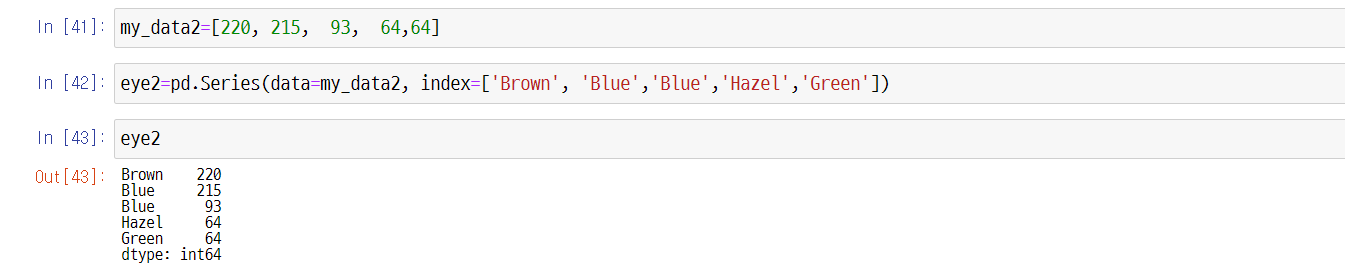 In [41]: my_data2=[220, 215,  93,  64,64]
In [42]: eye2=pd.Series(data=my_data2, index=['Brown', 'Blue','Blue','Hazel','Green'])
In [43]: eye2
Out[43]: Brown    220
Blue     215
Blue      93
Hazel     64
Green     64
dtype: int64